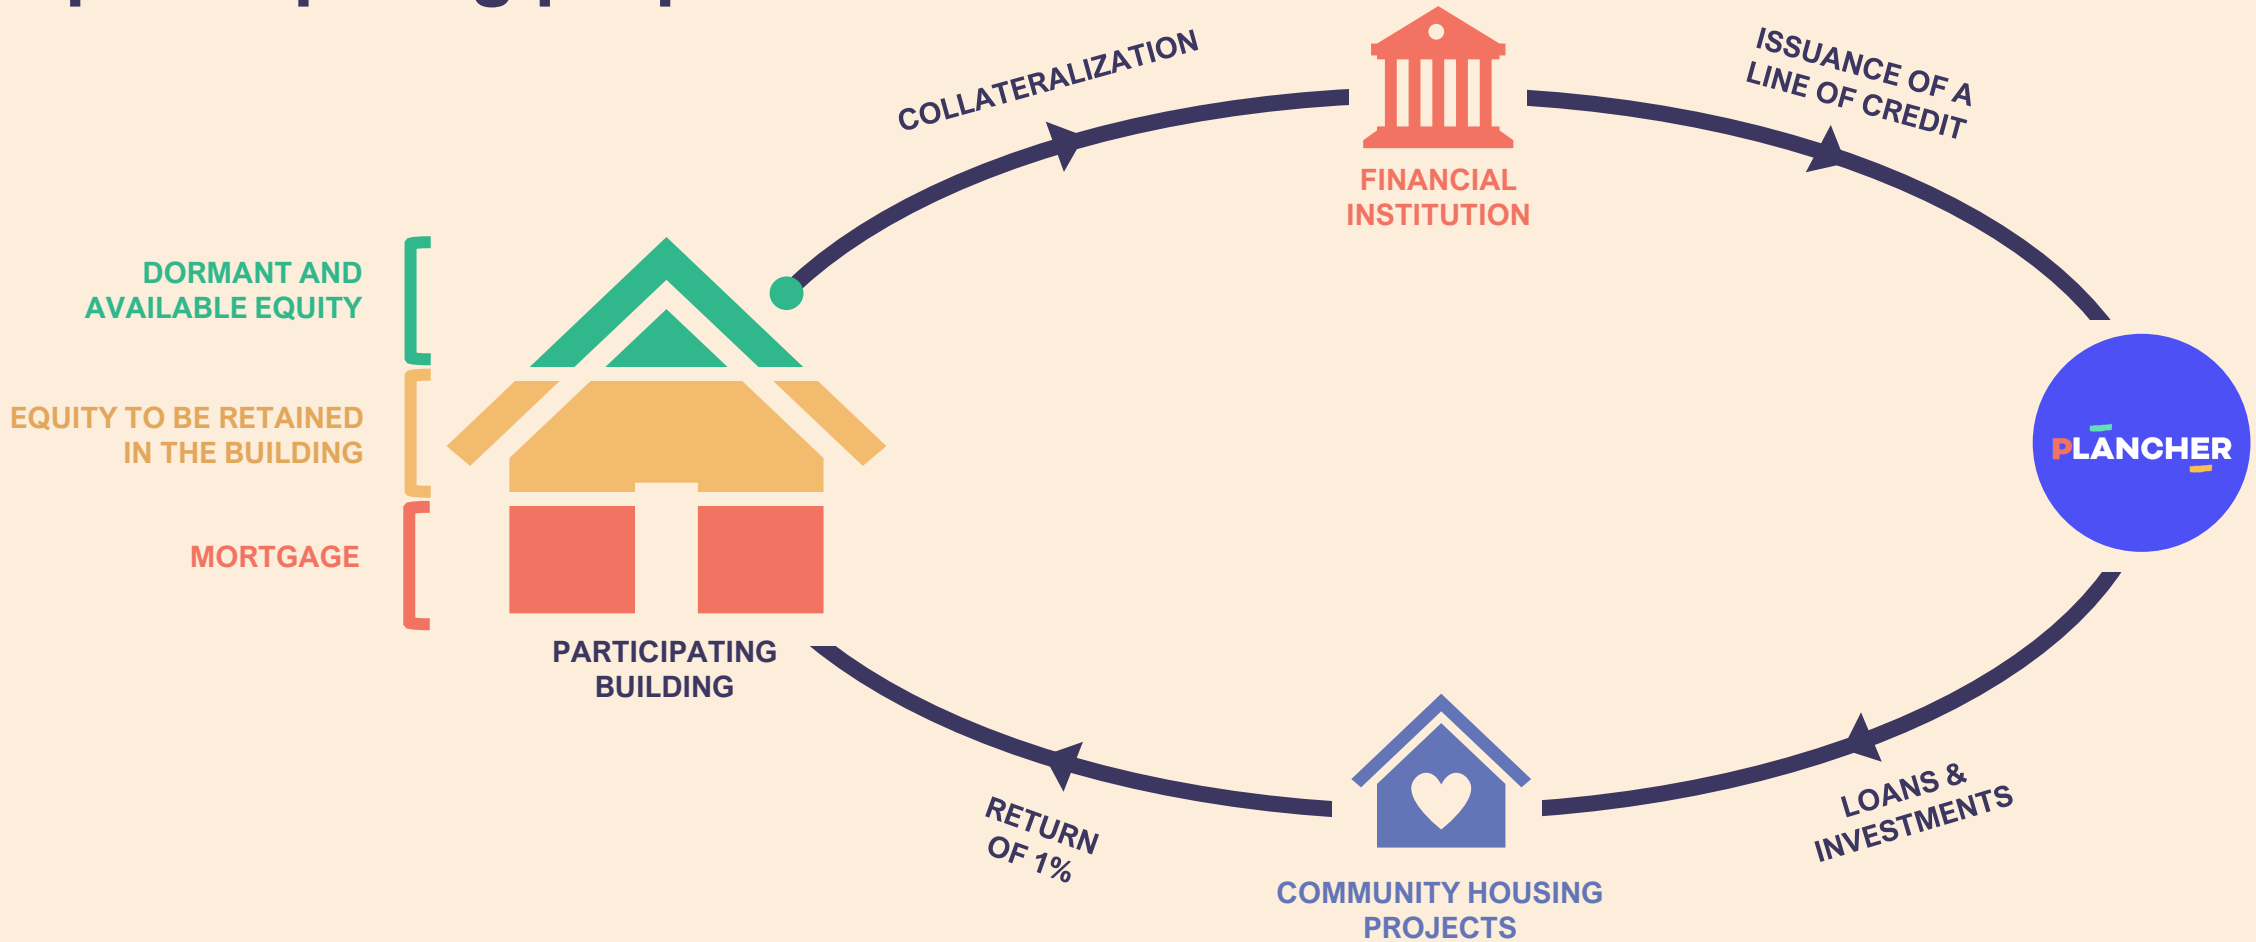 COLLATERALIZATION
ISSUANCE OF A
LINE OF CREDIT
FINANCIAL
INSTITUTION
DORMANT AND
AVAILABLE EQUITY
EQUITY TO BE RETAINED
IN THE BUILDING
MORTGAGE
PARTICIPATING
BUILDING
PLANCHER
LOANS &
INVESTMENTS
RETURN
OF 1%
COMMUNITY HOUSING
PROJECTS